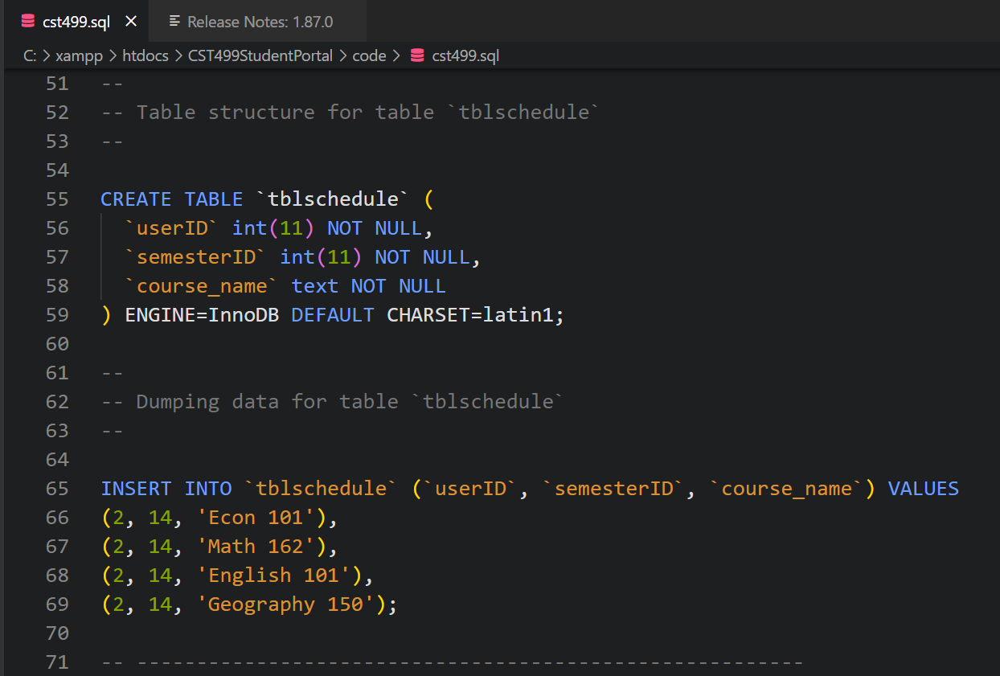 cst499.sql Release Notes: 1.87.0
C: > xampp > htdocs > CST499StudentPortal > code > cst499.sql
51 --
52 -- Table structure for table `tblschedule`
53 --
54
55 CREATE TABLE `tblschedule` (
56   `userID` int(11) NOT NULL,
57   `semesterID` int(11) NOT NULL,
58   `course_name` text NOT NULL
59 ) ENGINE=InnoDB DEFAULT CHARSET=latin1;
60
61 --
62 -- Dumping data for table `tblschedule`
63 --
64
65 INSERT INTO `tblschedule` (`userID`, `semesterID`, `course_name`) VALUES
66 (2, 14, 'Econ 101'),
67 (2, 14, 'Math 162'),
68 (2, 14, 'English 101'),
69 (2, 14, 'Geography 150');
70
71 -- --------------------------------------------------------